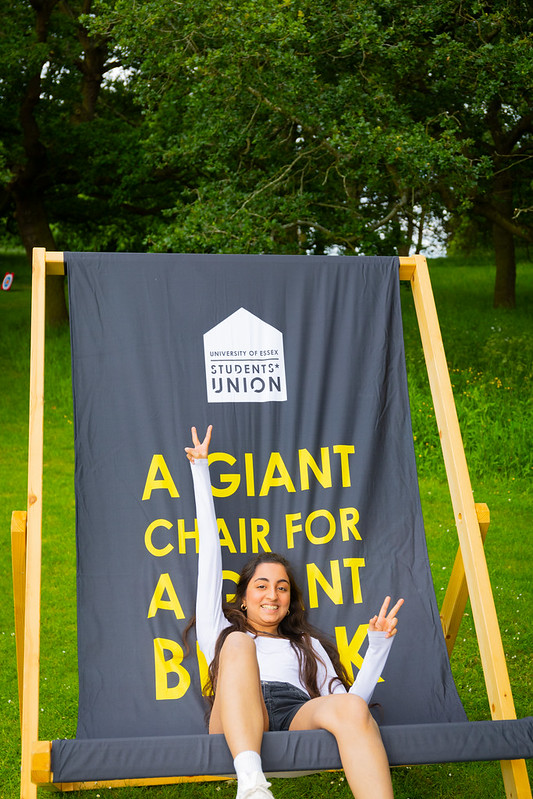 UNIVERSITY OF ESSEX
STUDENTS*
UNION
A GIANT
CHAIR FOR
A